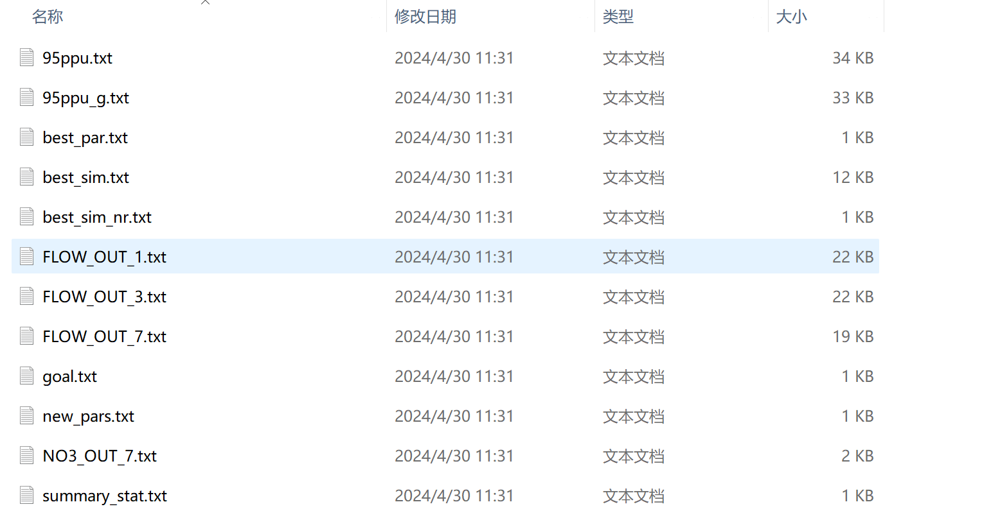 名称 修改日期 类型 大小
95ppu.txt 2024/4/30 11:31 文本文档 34 KB
95ppu_g.txt 2024/4/30 11:31 文本文档 33 KB
best_par.txt 2024/4/30 11:31 文本文档 1 KB
best_sim.txt 2024/4/30 11:31 文本文档 12 KB
best_sim_nr.txt 2024/4/30 11:31 文本文档 1 KB
FLOW_OUT_1.txt 2024/4/30 11:31 文本文档 22 KB
FLOW_OUT_3.txt 2024/4/30 11:31 文本文档 22 KB
FLOW_OUT_7.txt 2024/4/30 11:31 文本文档 19 KB
goal.txt 2024/4/30 11:31 文本文档 1 KB
new_pars.txt 2024/4/30 11:31 文本文档 1 KB
NO3_OUT_7.txt 2024/4/30 11:31 文本文档 2 KB
summary_stat.txt 2024/4/30 11:31 文本文档 1 KB